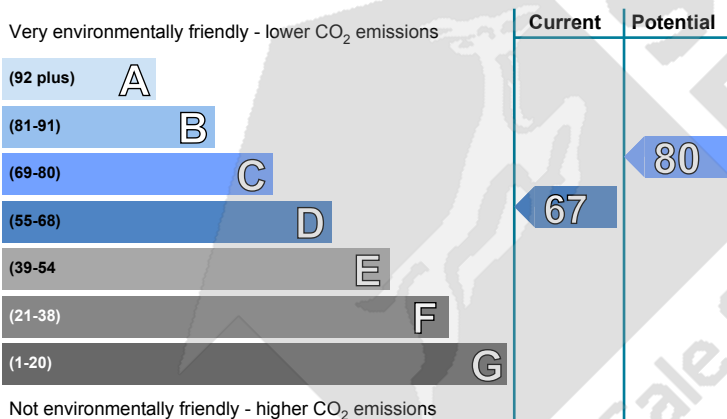 Current Potential
Very environmentally friendly - lower CO2 emissions
(92 plus) A
(81-91) B
(69-80) C
80
(55-68) D
67
(39-54 E
(21-38) F
(1-20) G
Not environmentally friendly - higher CO2 emissions
sale